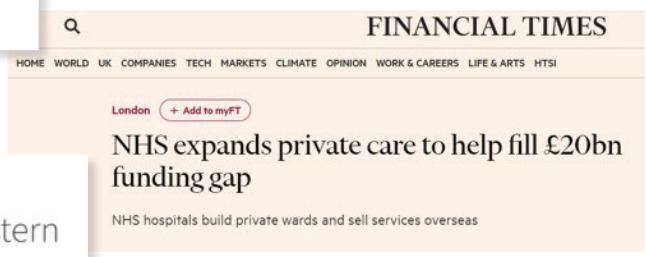 FINANCIAL TIMES
HOME WORLD UK COMPANIES TECH MARKETS CLIMATE OPINION WORK & CAREERS LIFE & ARTS HTSI
London + Add to myFT
NHS expands private care to help fill £20bn
funding gap
NHS hospitals build private wards and sell services overseas